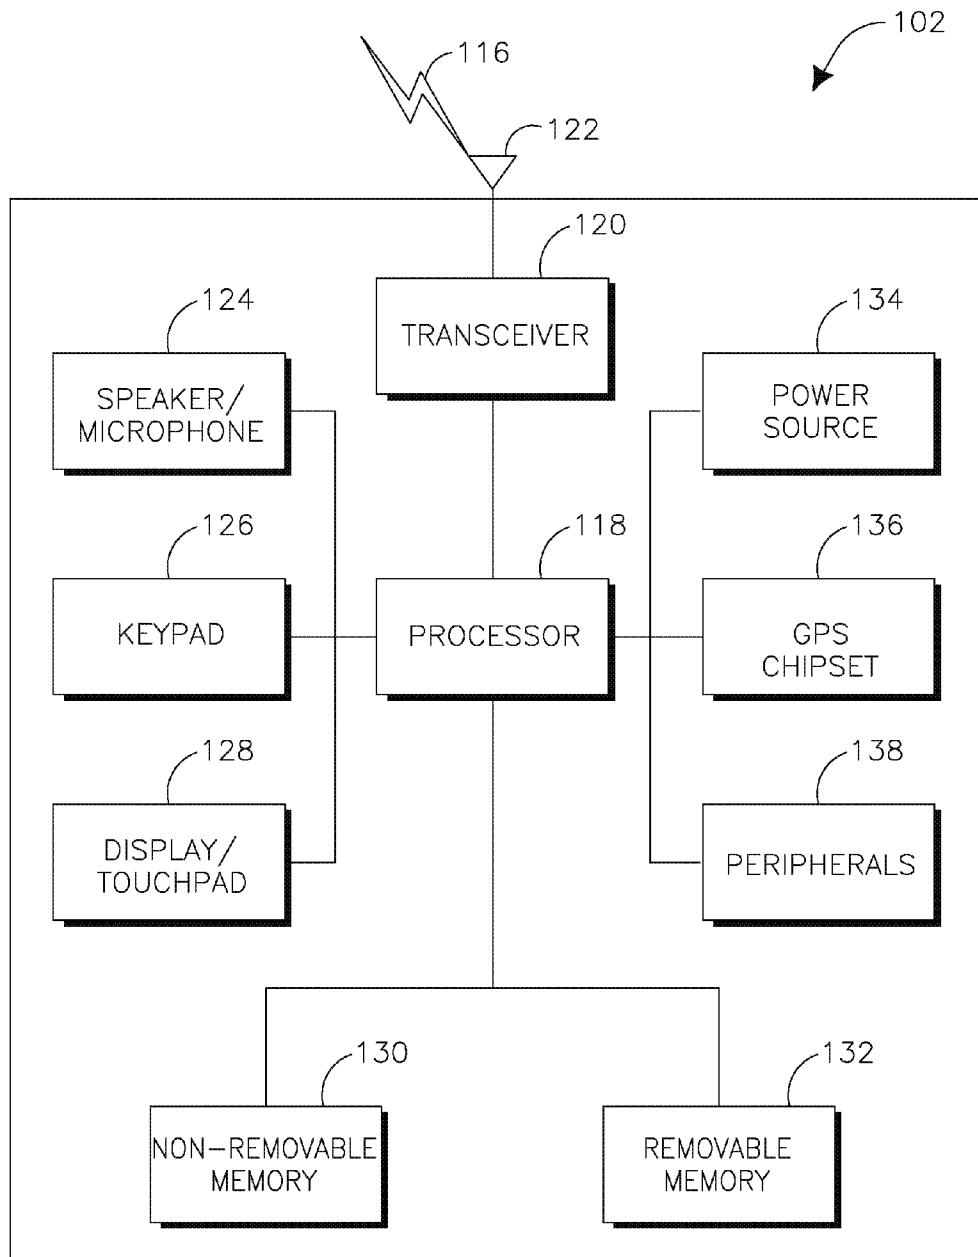 102
116
122
120
TRANSCEIVER
124
SPEAKER/
MICROPHONE
134
POWER
SOURCE
126
KEYPAD
118
PROCESSOR
136
GPS
CHIPSET
128
DISPLAY/
TOUCHPAD
138
PERIPHERALS
130
NON-REMOVABLE
MEMORY
132
REMOVABLE
MEMORY